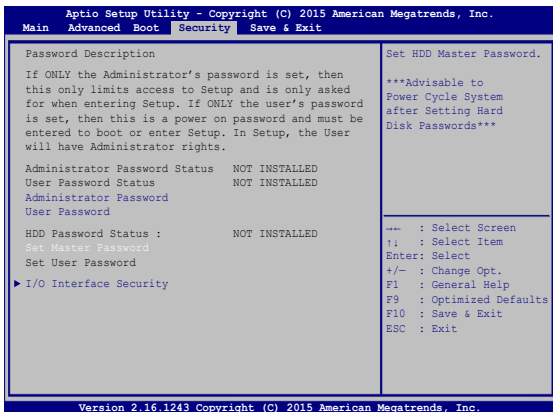 Aptio Setup Utility - Copyright (C) 2015 American Megatrends, Inc.
Main Advanced Boot Security Save & Exit
Password Description
If ONLY the Administrator's password is set, then
this only limits access to Setup and is only asked
for when entering Setup. If ONLY the user's password
is set, then this is a power on password and must be
entered to boot or enter Setup. In Setup, the User
will have Administrator rights.
Administrator Password Status NOT INSTALLED
User Password Status NOT INSTALLED
Administrator Password
User Password
HDD Password Status : NOT INSTALLED
Set Master Password
Set User Password
▶ I/O Interface Security
Set HDD Master Password.
***Advisable to
Power Cycle System
after Setting Hard
Disk Passwords***
→← : Select Screen
↑↓ : Select Item
Enter: Select
+/— : Change Opt.
F1 : General Help
F9 : Optimized Defaults
F10 : Save & Exit
ESC : Exit
Version 2.16.1243 Copyright (C) 2015 American Megatrends, Inc.